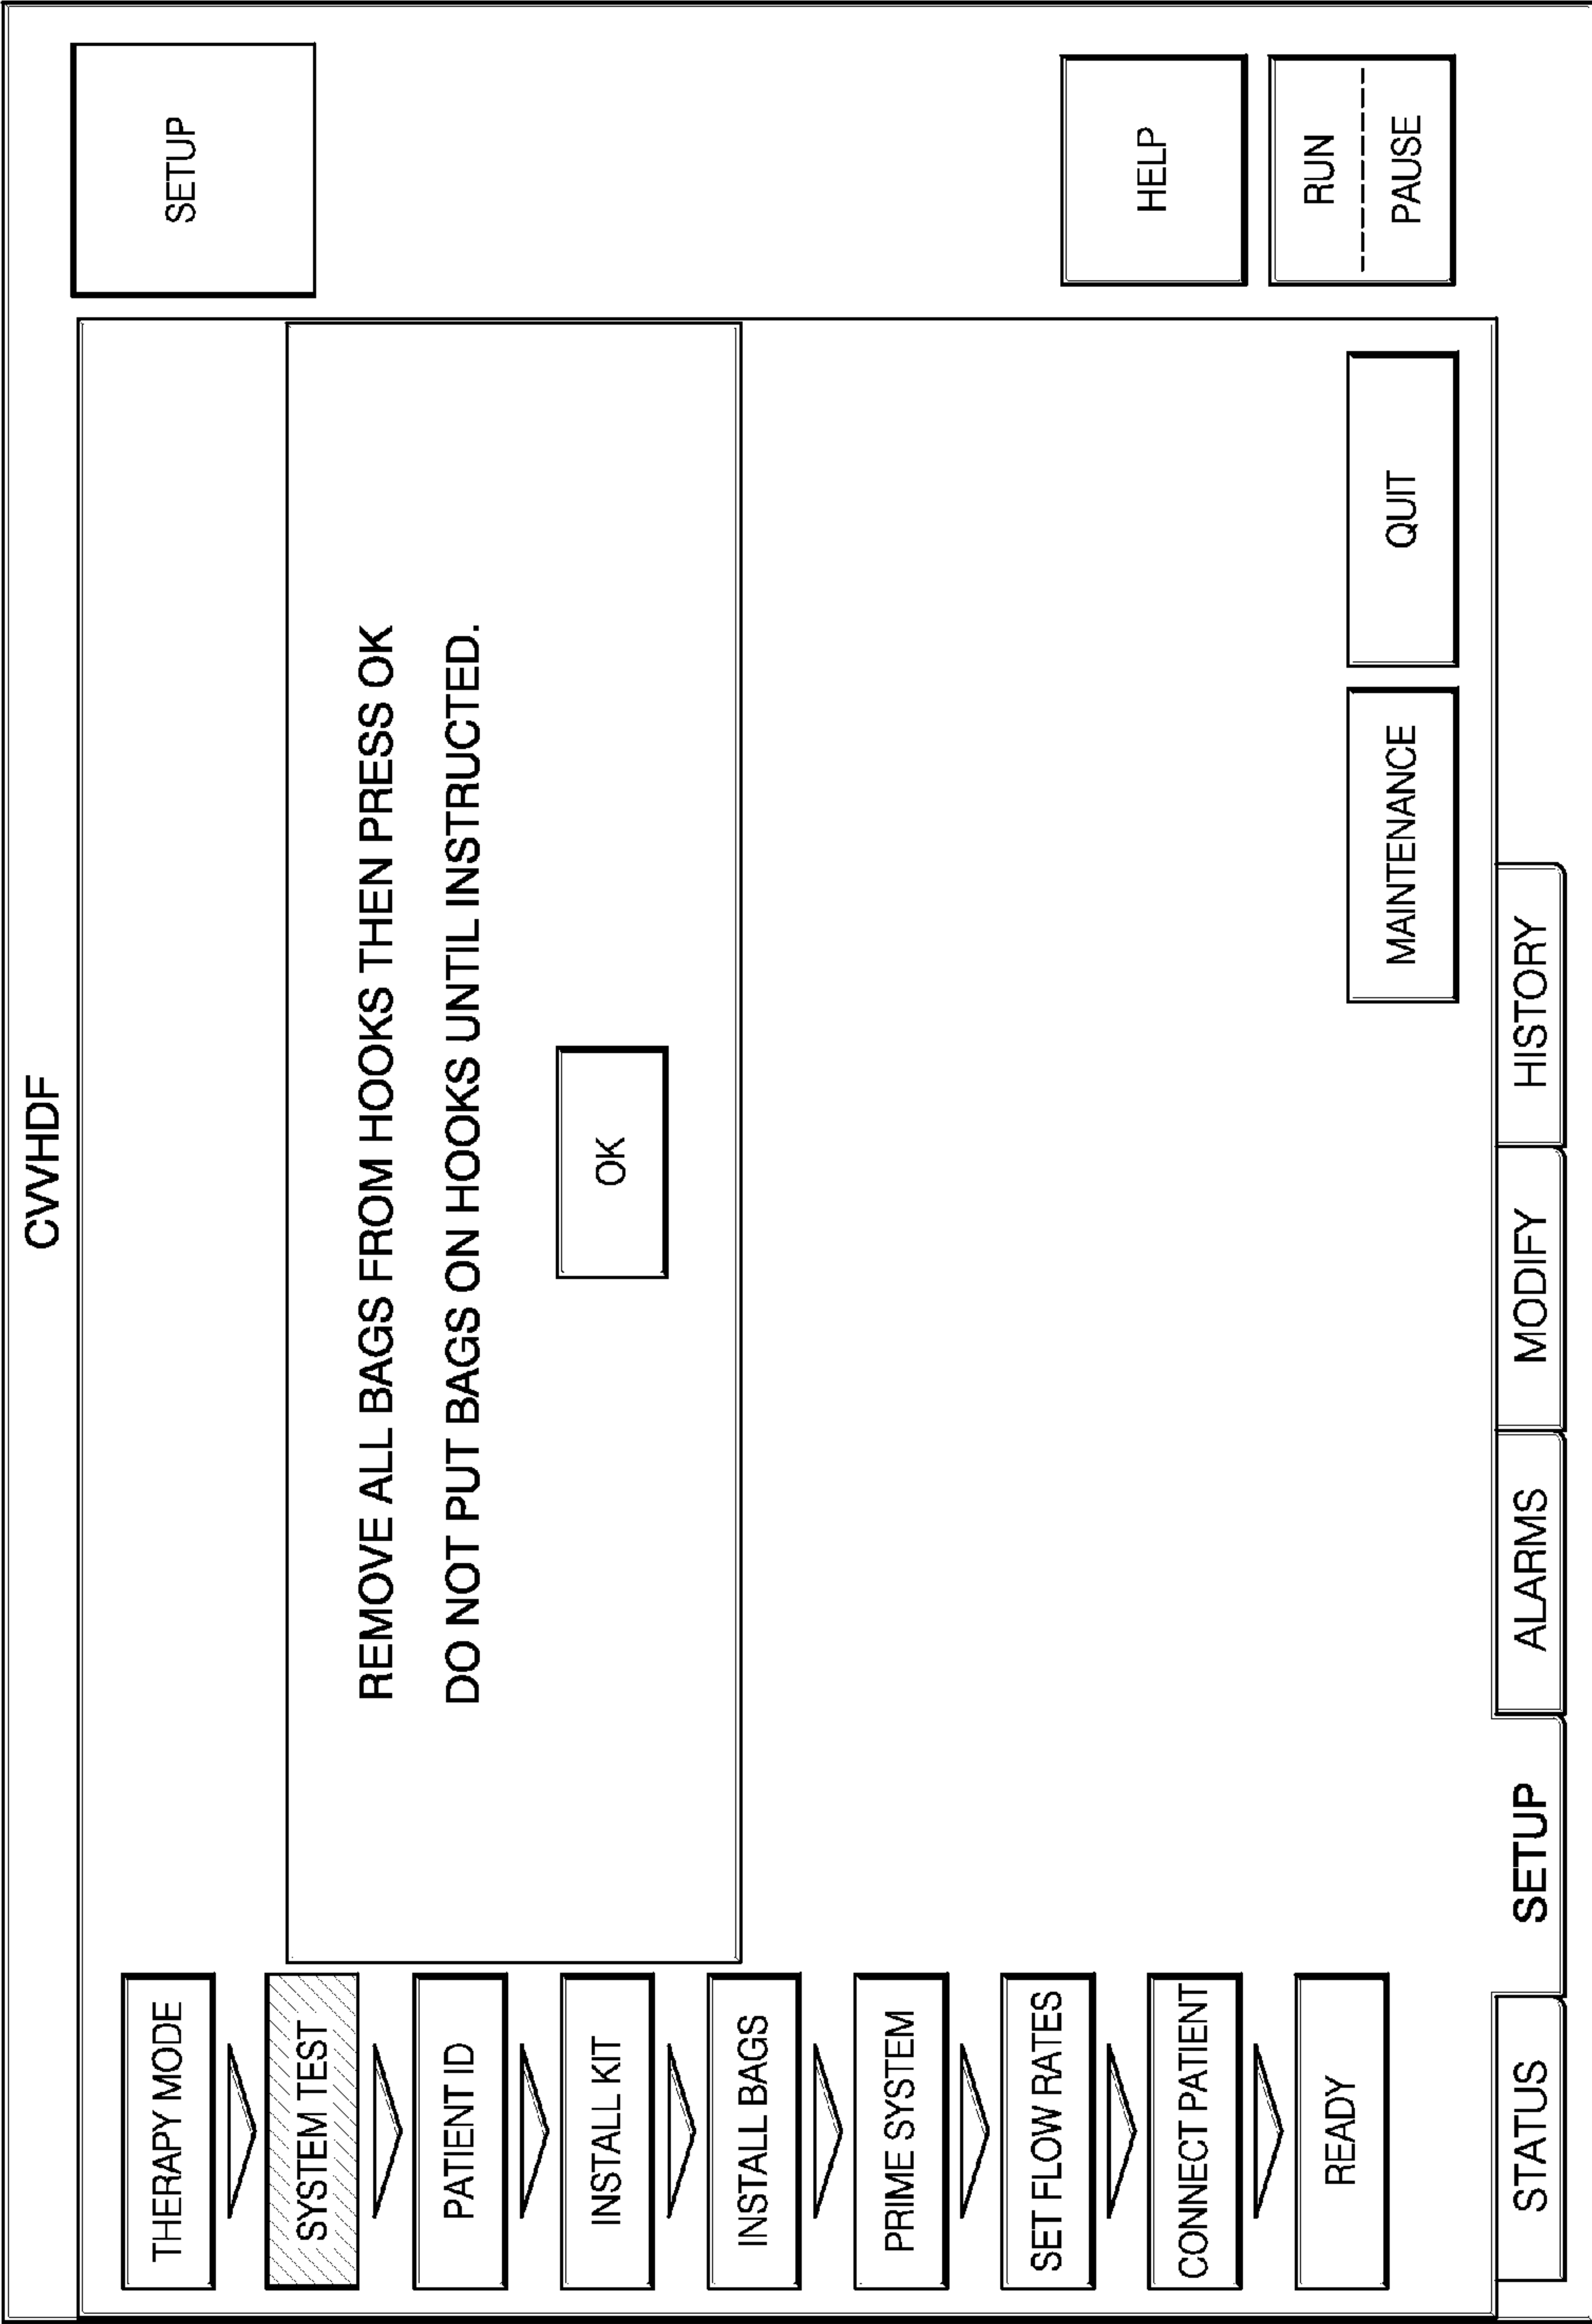 CVVHDF
SETUP
THERAPY MODE
SYSTEM TEST
PATIENT ID
INSTALL KIT
INSTALL BAGS
PRIME SYSTEM
SET FLOW RATES
CONNECT PATIENT
READY
REMOVE ALL BAGS FROM HOOKS THEN PRESS OK
DO NOT PUT BAGS ON HOOKS UNTIL INSTRUCTED.
OK
MAINTENANCE
QUIT
HELP
RUN
PAUSE
STATUS
SETUP
ALARMS
MODIFY
HISTORY